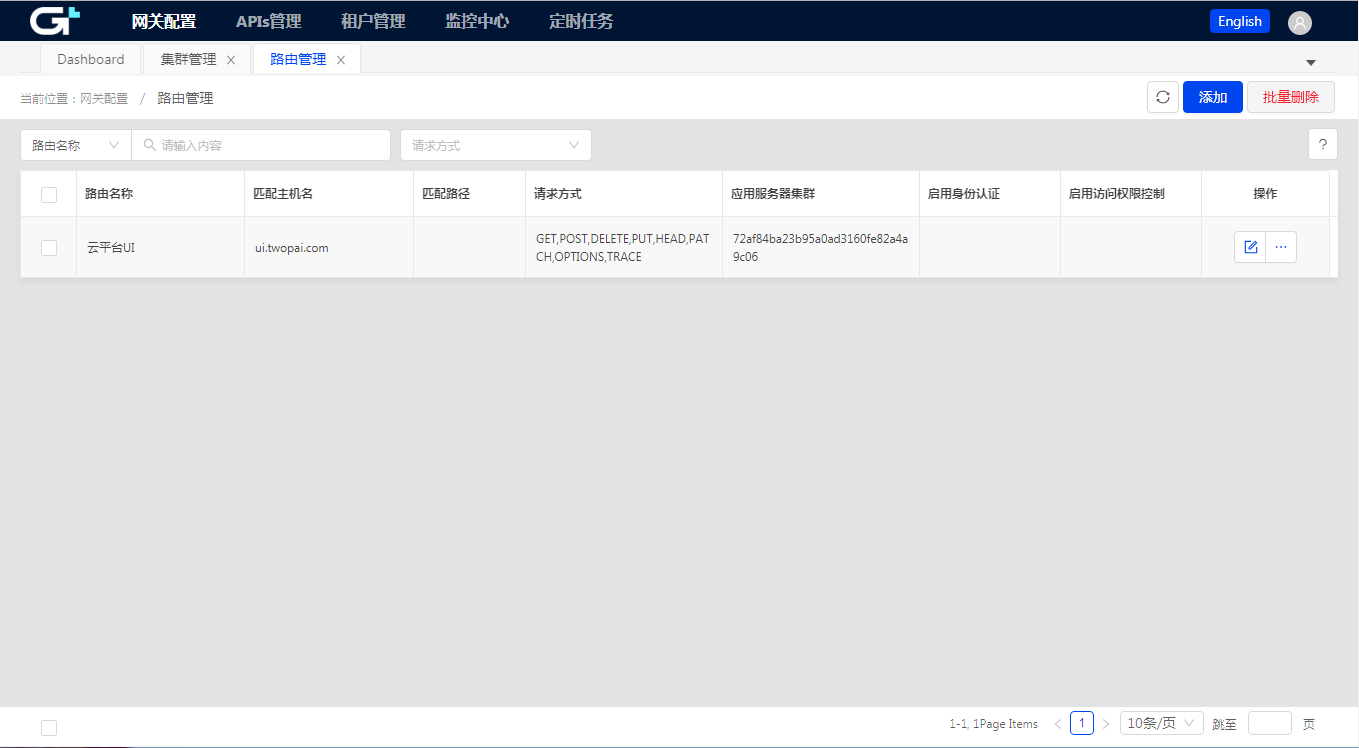 G+ 网关配置 APIs管理 租户管理 监控中心 定时任务 English
Dashboard 集群管理 路由管理
当前位置：网关配置 / 路由管理 添加 批量删除
路由名称 请输入内容 请求方式 ?
路由名称 匹配主机名 匹配路径 请求方式 应用服务器集群 启用身份认证 启用访问权限控制 操作
云平台UI ui.twopai.com GET,POST,DELETE,PUT,HEAD,PAT 72af84ba23b95a0ad3160fe82a4a
CH,OPTIONS,TRACE 9c06
1-1, 1Page Items 1 10条/页 跳至 页